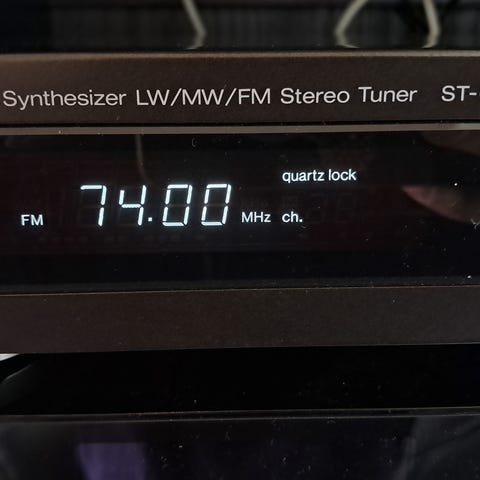 Synthesizer LW/MW/FM Stereo Tuner ST-
quartz lock
FM 74.00 MHz ch.